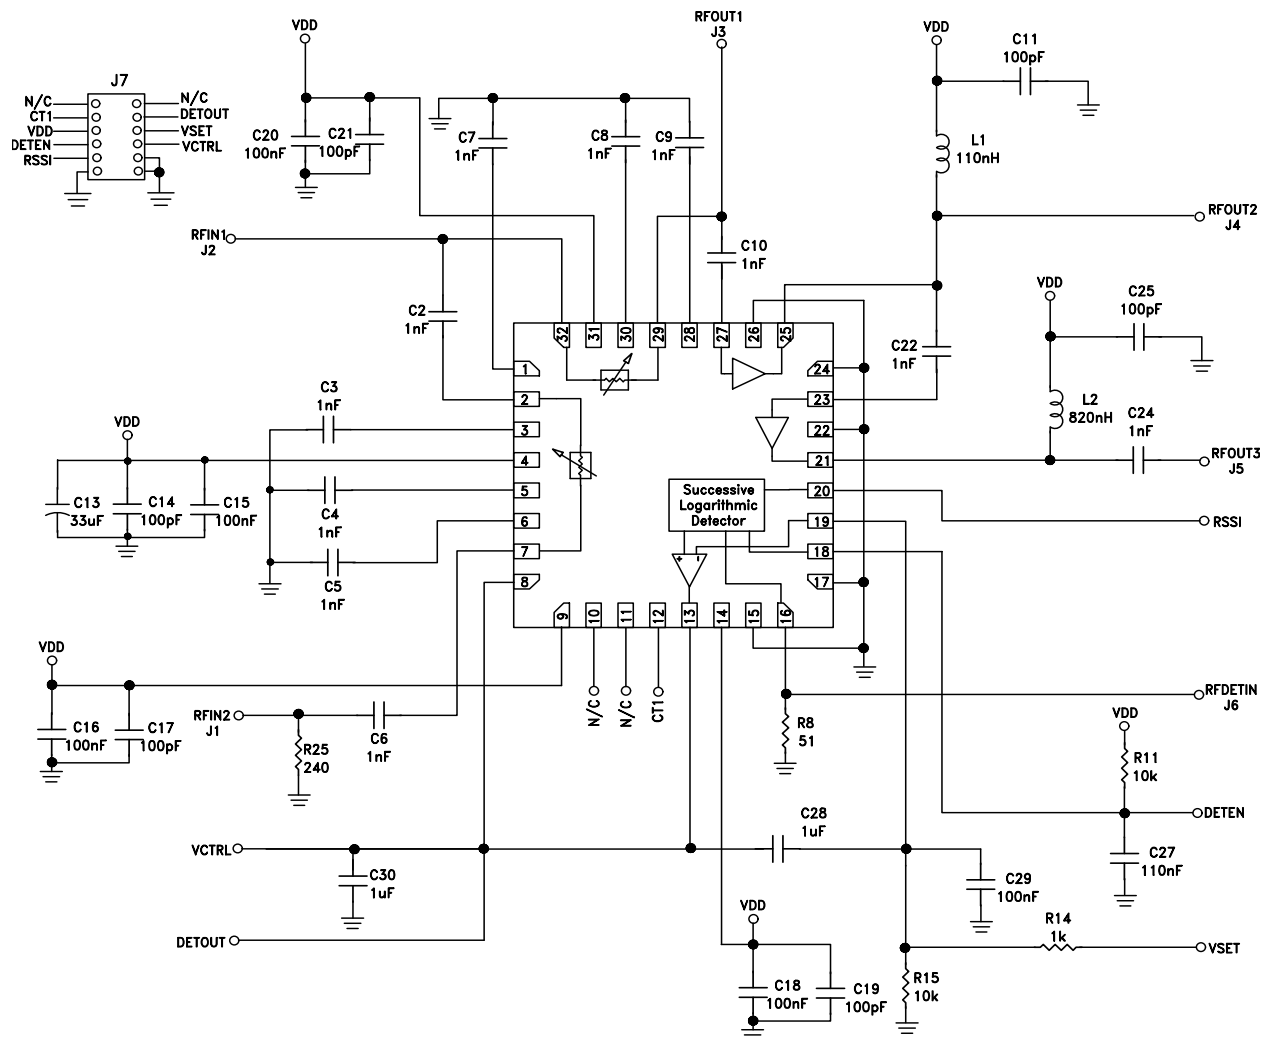 RFOUT1
J3
VDD
VDD
C11
100pF
J7
N/C
CT1
VDD
DETEN
RSSI
N/C
DETOUT
VSET
VCTRL
C20
100nF
C21
100pF
C7
1nF
C8
1nF
C9
1nF
L1
110nH
RFOUT2
J4
RFIN1
J2
C10
1nF
C2
1nF
VDD
C25
100pF
C22
1nF
L2
820nH
C24
1nF
RFOUT3
J5
32
31
30
29
28
27
26
25
1
2
3
4
5
6
7
8
24
23
22
21
20
19
18
17
9
10
11
12
13
14
15
16
Successive
Logarithmic
Detector
+
-
C3
1nF
VDD
C13
33uF
C14
100pF
C15
100nF
C4
1nF
C5
1nF
RSSI
VDD
C16
100nF
C17
100pF
RFIN2
J1
R25
240
C6
1nF
N/C
N/C
CT1
R8
51
RFDETIN
J6
VDD
R11
10k
DETEN
C27
110nF
VCTRL
C30
1uF
C28
1uF
C29
100nF
DETOUT
VDD
C18
100nF
C19
100pF
R14
1k
VSET
R15
10k